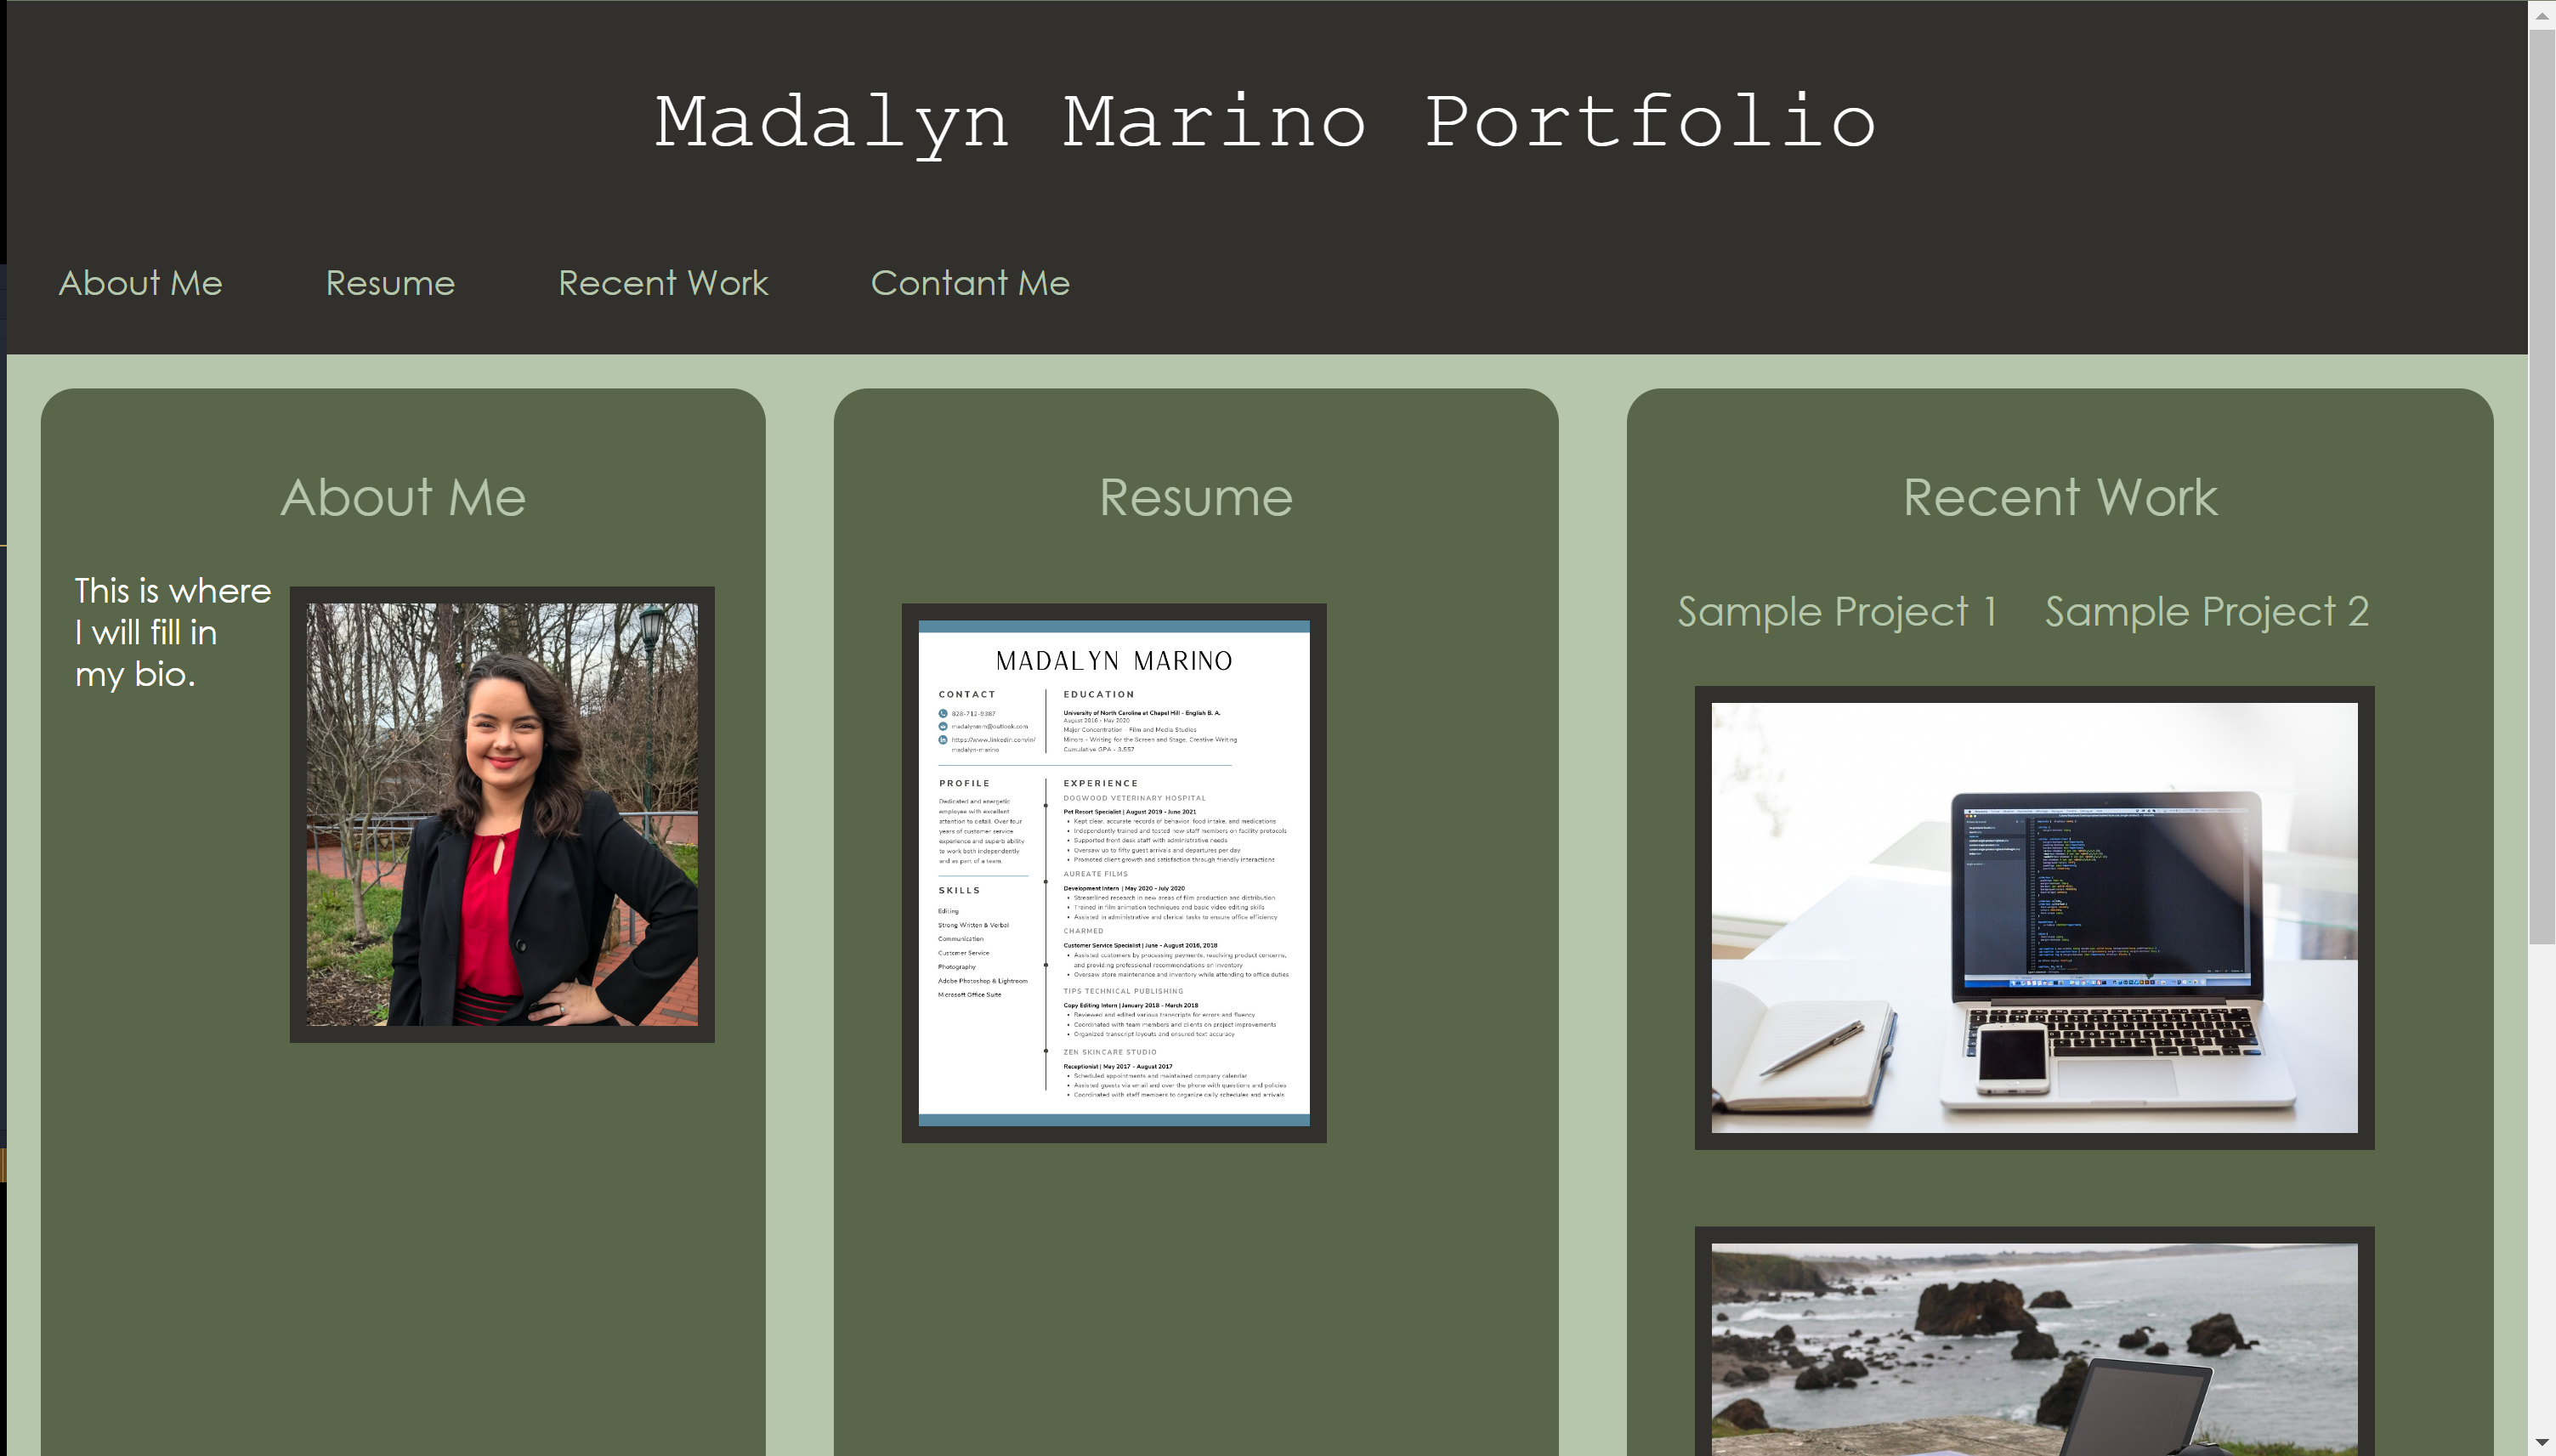 Madalyn Marino Portfolio
About Me
Resume
Recent Work
Contant Me
About Me
This is where
I will fill in
my bio.
Resume
MADALYN MARINO
CONTACT
828-712-9387
madalynmm@outlook.com
https://www.linkedin.com/in/
madalyn-marino
EDUCATION
University of North Carolina at Chapel Hill - English B. A.
August 2016 - May 2020
Major Concentration - Film and Media Studies
Minors - Writing for the Screen and Stage, Creative Writing
Cumulative GPA - 3.557
PROFILE
Dedicated and energetic
employee with excellent
attention to detail. Over four
years of customer service
experience and superb ability
to work both independently
and as part of a team.
SKILLS
Editing
Strong Written & Verbal
Communication
Customer Service
Photography
Adobe Photoshop & Lightroom
Microsoft Office Suite
EXPERIENCE
DOGWOOD VETERINARY HOSPITAL
Pet Resort Specialist | August 2019 - June 2021
• Kept clear, accurate records of behavior, food intake, and medications
• Independently trained and tested new staff members on facility protocols
• Supported front desk staff with administrative needs
• Oversaw up to fifty guest arrivals and departures per day
• Promoted client growth and satisfaction through friendly interactions
AUREATE FILMS
Development Intern | May 2020 - July 2020
• Streamlined research in new areas of film production and distribution
• Trained in film animation techniques and basic video editing skills
• Assisted in administrative and clerical tasks to ensure office efficiency
CHARMED
Customer Service Specialist | June - August 2016, 2018
• Assisted customers by processing payments, resolving product concerns,
and providing professional recommendations on inventory
• Oversaw store maintenance and inventory while attending to office duties
TIPS TECHNICAL PUBLISHING
Copy Editing Intern | January 2018 - March 2018
• Reviewed and edited various transcripts for errors and fluency
• Coordinated with team members and clients on project improvements
• Organized transcript layouts and ensured text accuracy
ZEN SKINCARE STUDIO
Receptionist | May 2017 - August 2017
• Scheduled appointments and maintained company calendar
• Assisted guests via email and over the phone with questions and policies
• Coordinated with staff members to organize daily schedules and arrivals
Recent Work
Sample Project 1
Sample Project 2